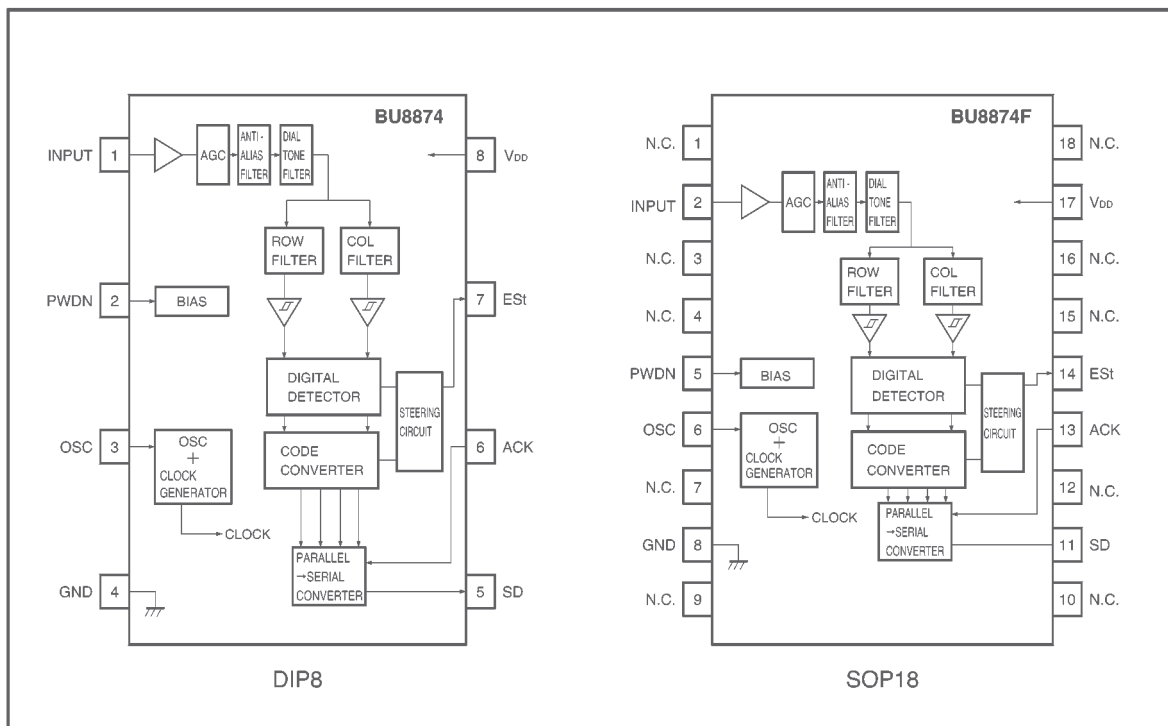 BU8874
INPUT 1
AGC
ANTI-
ALIAS
FILTER
DIAL
TONE
FILTER
8 VDD
ROW
FILTER
COL
FILTER
PWDN 2
BIAS
7 ESt
DIGITAL
DETECTOR
STEERING
CIRCUIT
OSC 3
OSC
+
CLOCK
GENERATOR
CODE
CONVERTER
6 ACK
CLOCK
PARALLEL
→SERIAL
CONVERTER
GND 4
5 SD
DIP8
BU8874F
N.C. 1
18 N.C.
INPUT 2
AGC
ANTI-
ALIAS
FILTER
DIAL
TONE
FILTER
17 VDD
N.C. 3
ROW
FILTER
COL
FILTER
16 N.C.
N.C. 4
15 N.C.
PWDN 5
BIAS
DIGITAL
DETECTOR
STEERING
CIRCUIT
14 ESt
OSC 6
OSC
+
CLOCK
GENERATOR
CODE
CONVERTER
13 ACK
N.C. 7
12 N.C.
CLOCK
PARALLEL
→SERIAL
CONVERTER
GND 8
11 SD
N.C. 9
10 N.C.
SOP18